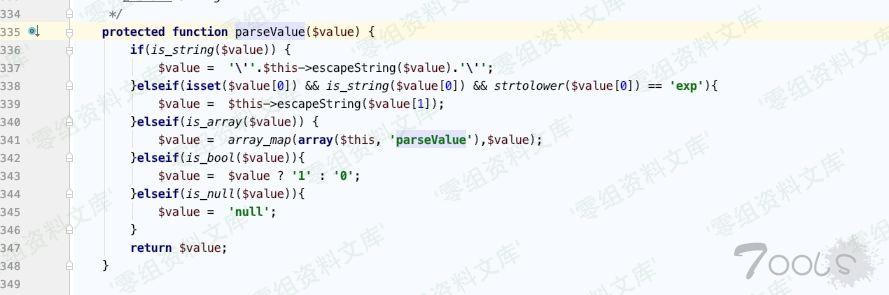 334 */
335 protected function parseValue($value) {
336 if(is_string($value)) {
337 $value = '\''.$this->escapeString($value).'\'';
338 }elseif(isset($value[0]) && is_string($value[0]) && strtolower($value[0]) == 'exp'){
339 $value = $this->escapeString($value[1]);
340 }elseif(is_array($value)) {
341 $value = array_map(array($this, 'parseValue'),$value);
342 }elseif(is_bool($value)){
343 $value = $value ? '1' : '0';
344 }elseif(is_null($value)){
345 $value = 'null';
346 }
347 return $value;
348 }
349
'零组资料文库'
7ools